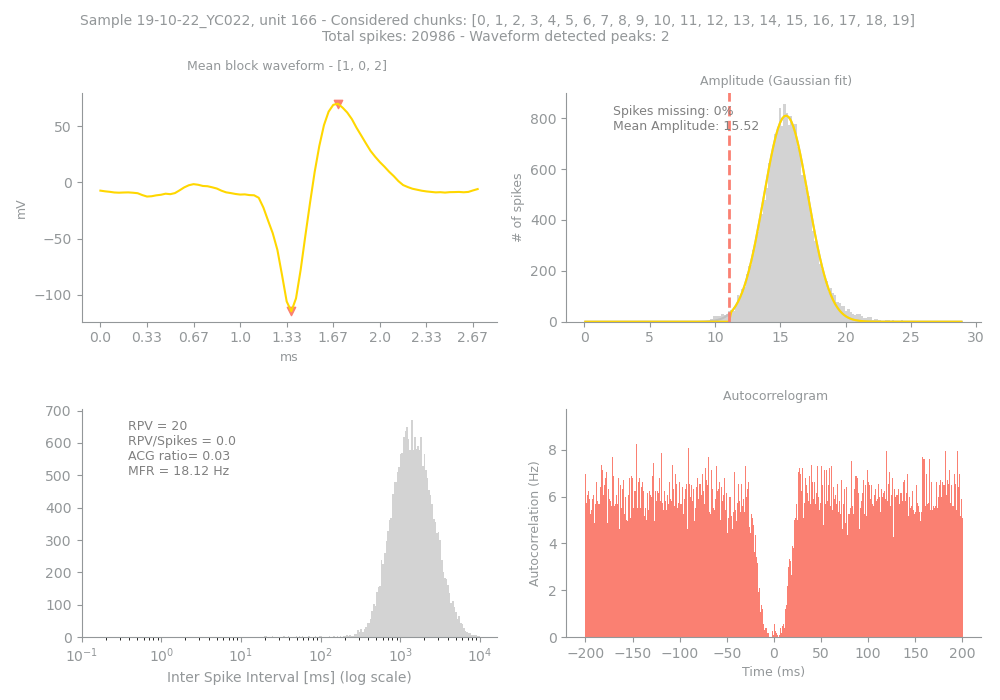 Sample 19-10-22_YC022, unit 166 - Considered chunks: [0, 1, 2, 3, 4, 5, 6, 7, 8, 9, 10, 11, 12, 13, 14, 15, 16, 17, 18, 19]
Total spikes: 20986 - Waveform detected peaks: 2
Mean block waveform - [1, 0, 2]
50
0
−50
−100
mV
0.0 0.33 0.67 1.0 1.33 1.67 2.0 2.33 2.67
ms
Amplitude (Gaussian fit)
Spikes missing: 0%
Mean Amplitude: 15.52
800
600
400
200
0
# of spikes
0 5 10 15 20 25 30
RPV = 20
RPV/Spikes = 0.0
ACG ratio= 0.03
MFR = 18.12 Hz
700
600
500
400
300
200
100
0
10⁻¹ 10⁰ 10¹ 10² 10³ 10⁴
Inter Spike Interval [ms] (log scale)
Autocorrelogram
8
6
4
2
0
Autocorrelation (Hz)
−200 −150 −100 −50 0 50 100 150 200
Time (ms)